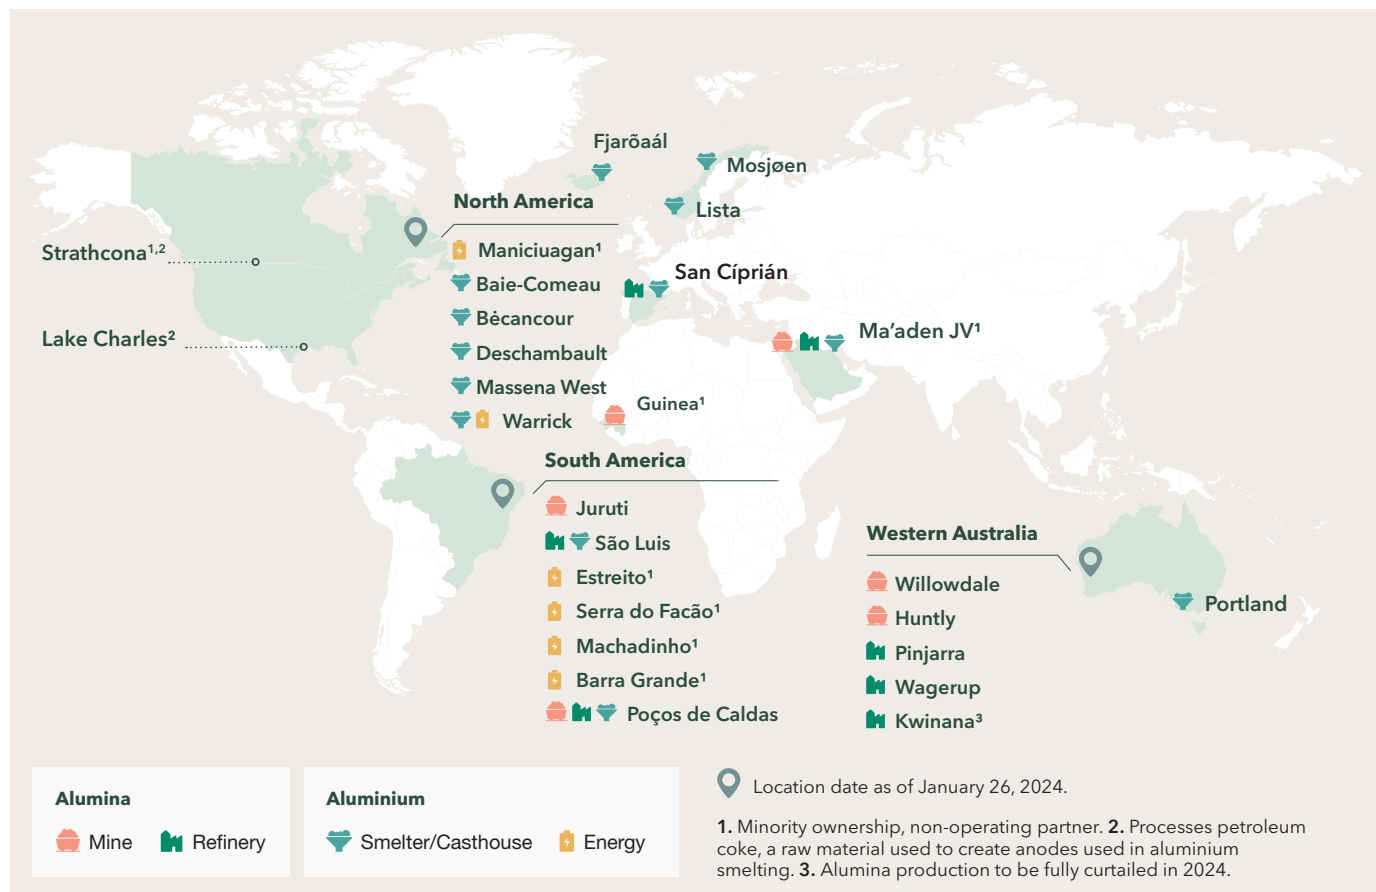 Fjarõaál
Mosjøen
Lista
North America
Maniciuagan¹
Baie-Comeau
Bėcancour
Deschambault
Massena West
Warrick
Strathcona¹,²
Lake Charles²
San Cíprián
Ma’aden JV¹
Guinea¹
South America
Juruti
São Luis
Estreito¹
Serra do Facão¹
Machadinho¹
Barra Grande¹
Poços de Caldas
Western Australia
Willowdale
Huntly
Pinjarra
Wagerup
Kwinana³
Portland
Alumina
Mine
Refinery
Aluminium
Smelter/Casthouse
Energy
Location date as of January 26, 2024.
1. Minority ownership, non-operating partner. 2. Processes petroleum
coke, a raw material used to create anodes used in aluminium
smelting. 3. Alumina production to be fully curtailed in 2024.